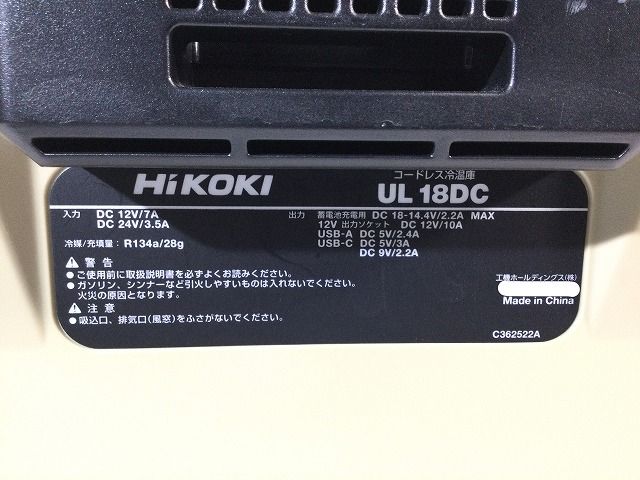 HiKOKI
コードレス冷温庫
UL 18DC
入力 DC 12V/7A
DC 24V/3.5A
出力 蓄電池充電用 DC 18-14.4V/2.2A MAX
12V 出力ソケット DC 12V/10A
USB-A DC 5V/2.4A
USB-C DC 5V/3A
DC 9V/2.2A
冷媒/充填量: R134a/28g
⚠ 警告
●ご使用前に取扱説明書を必ずよくお読みください。
●ガソリン、シンナーなど引火しやすいものは入れないでください。
火災の原因となります。
⚠ 注意
●吸込口、排気口(風窓)をふさがないでください。
工機ホールディングス(株)
Made in China
C362522A